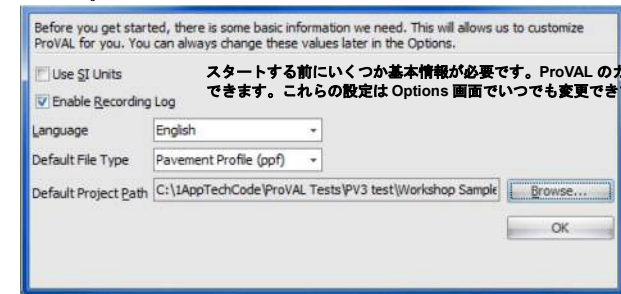 Before you get started, there is some basic information we need. This will allows us to customize
ProVAL for you. You can always change these values later in the Options.
Use SI Units
スタートする前にいくつか基本情報が必要です。ProVAL の
Enable Recording Log
できます。これらの設定は Options 画面でいつでも変更でき
Language English
Default File Type Pavement Profile (ppf)
Default Project Path C:\1AppTechCode\ProVAL Tests\PV3 test\Workshop Sample Browse...
OK